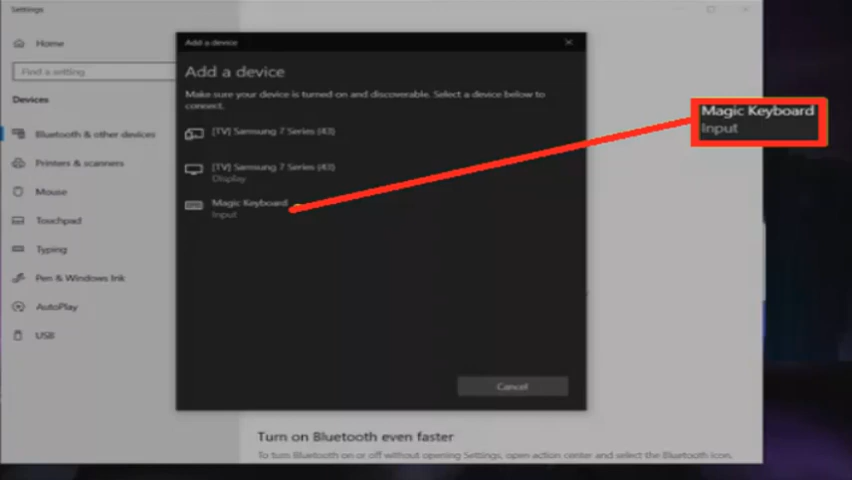 Settings
Home
Find a setting
Devices
Bluetooth & other devices
Printers & scanners
Mouse
Touchpad
Typing
Pen & Windows Ink
AutoPlay
USB
Add a device
Add a device
Make sure your device is turned on and discoverable. Select a device below to
connect.
[TV] Samsung 7 Series (43)
[TV] Samsung 7 Series (43)
Display
Magic Keyboard
Input
Cancel
Magic Keyboard
Input
Turn on Bluetooth even faster
To turn Bluetooth on or off without opening Settings, open action center and select the Bluetooth icon.